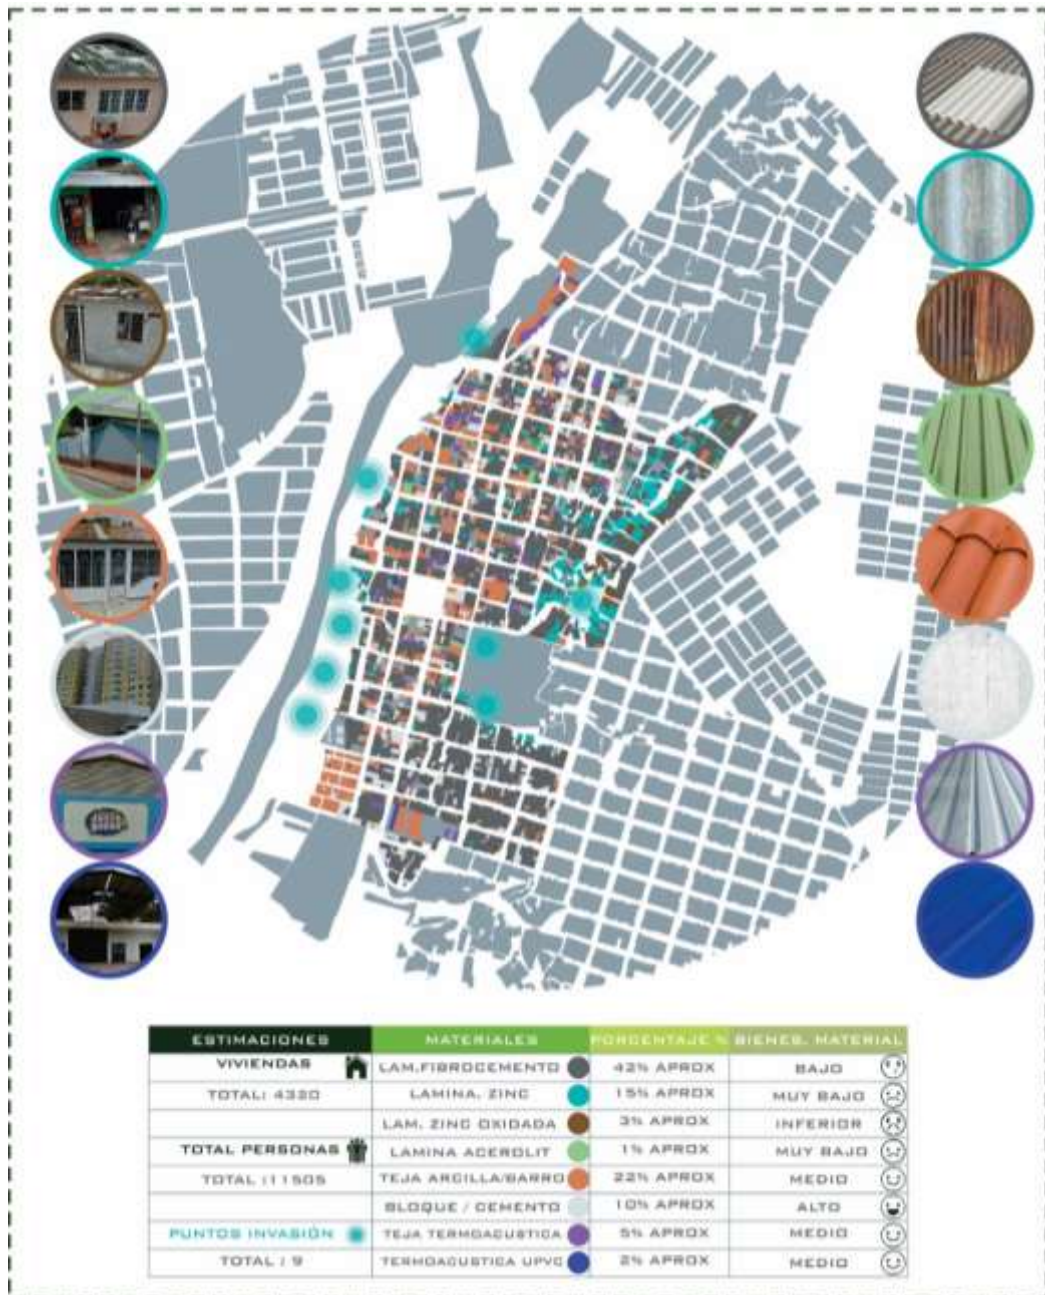 ESTIMACIONES MATERIALES PORCENTAJE % BIENES. MATERIAL
VIVIENDAS LAM.FIBROCEMENTO 42% APROX BAJO
TOTAL: 4320 LAMINA. ZINC 15% APROX MUY BAJO
LAM. ZINC OXIDADA 3% APROX INFERIOR
TOTAL PERSONAS LAMINA ACEROLIT 1% APROX MUY BAJO
TOTAL :11505 TEJA ARCILLA/BARRO 22% APROX MEDIO
BLOQUE / CEMENTO 10% APROX ALTO
PUNTOS INVASIÓN TEJA TERMOACUSTICA 5% APROX MEDIO
TOTAL : 9 TERMOACUSTICA UPVC 2% APROX MEDIO